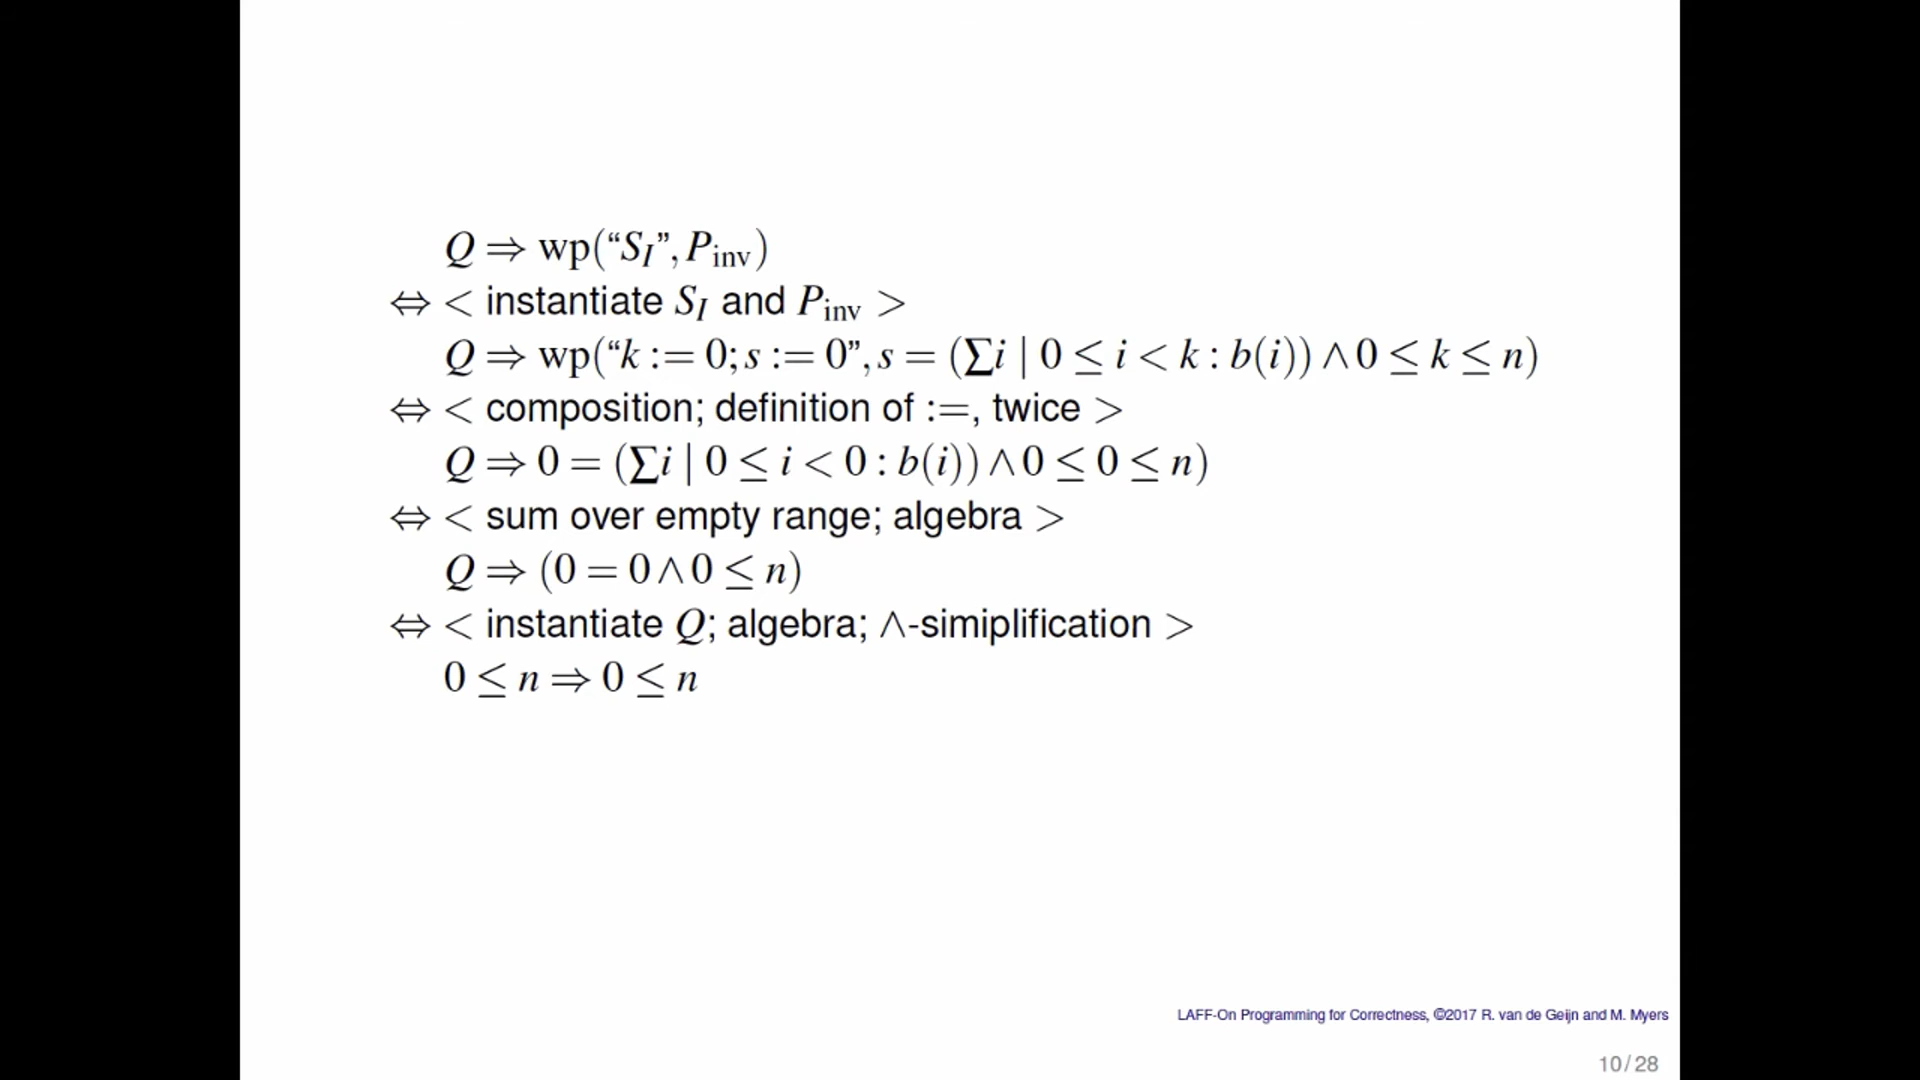 Q ⇒ wp(“S_I”, P_inv)
⇔ < instantiate S_I and P_inv >
Q ⇒ wp(“k := 0; s := 0”, s = (∑i | 0 ≤ i < k : b(i)) ∧ 0 ≤ k ≤ n)
⇔ < composition; definition of :=, twice >
Q ⇒ 0 = (∑i | 0 ≤ i < 0 : b(i)) ∧ 0 ≤ 0 ≤ n)
⇔ < sum over empty range; algebra >
Q ⇒ (0 = 0 ∧ 0 ≤ n)
⇔ < instantiate Q; algebra; ∧-simiplification >
0 ≤ n ⇒ 0 ≤ n
LAFF-On Programming for Correctness, ©2017 R. van de Geijn and M. Myers
10 / 28